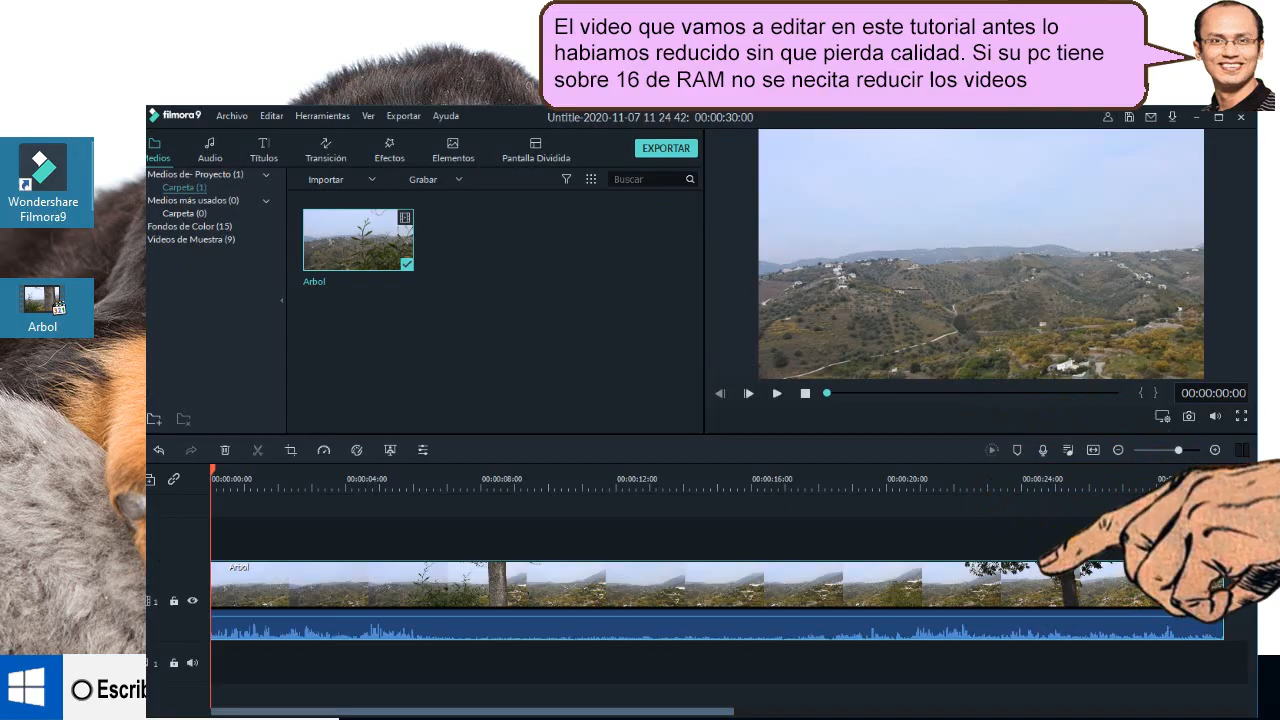 El video que vamos a editar en este tutorial antes lo
habiamos reducido sin que pierda calidad. Si su pc tiene
sobre 16 de RAM no se necita reducir los videos
filmora9 Archivo Editar Herramientas Ver Exportar Ayuda
Untitle-2020-11-07 11 24 42: 00:00:30:00
Medios Audio Títulos Transición Efectos Elementos Pantalla Dividida
EXPORTAR
Medios de- Proyecto (1)
Carpeta (1)
Medios más usados (0)
Carpeta (0)
Fondos de Color (15)
Videos de Muestra (9)
Importar Grabar Buscar
Arbol
Wondershare
Filmora9
Arbol
00:00:00:00
00:00:00:00 00:00:04:00 00:00:08:00 00:00:12:00 00:00:16:00 00:00:20:00 00:00:24:00
Arbol
1
1
Escrib